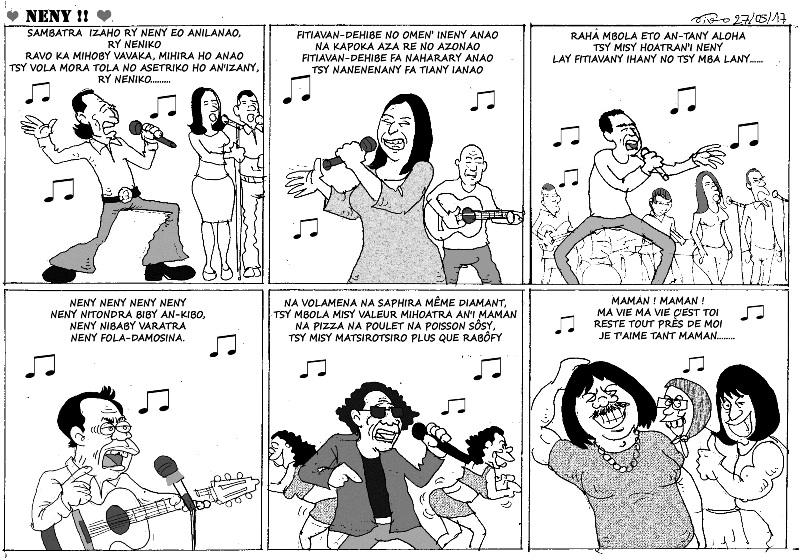 ❤ NENY !! ❤
27/05/17
SAMBATRA IZAHO RY NENY EO ANILANAO,
RY NENIKO
RAVO KA MIHOBY VAVAKA, MIHIRA HO ANAO
TSY VOLA MORA TOLA NO ASETRIKO HO AN'IZANY,
RY NENIKO.........
FITIAVAN-DEHIBE NO OMEN' INENY ANAO
NA KAPOKA AZA RE NO AZONAO
FITIAVAN-DEHIBE FA NAHARARY ANAO
TSY NANENENANY FA TIANY IANAO
RAHA MBOLA ETO AN-TANY ALOHA
TSY MISY HOATRAN'I NENY
LAY FITIAVANY IHANY NO TSY MBA LANY......
NENY NENY NENY NENY
NENY NITONDRA BIBY AN-KIBO,
NENY NIBABY VARATRA
NENY FOLA-DAMOSINA.
NA VOLAMENA NA SAPHIRA MÊME DIAMANT,
TSY MBOLA MISY VALEUR MIHOATRA AN'I MAMAN
NA PIZZA NA POULET NA POISSON SÔSY,
TSY MISY MATSIROTSIRO PLUS QUE RABÔFY
MAMAN ! MAMAN !
MA VIE MA VIE C'EST TOI
RESTE TOUT PRÈS DE MOI
JE T'AIME TANT MAMAN........